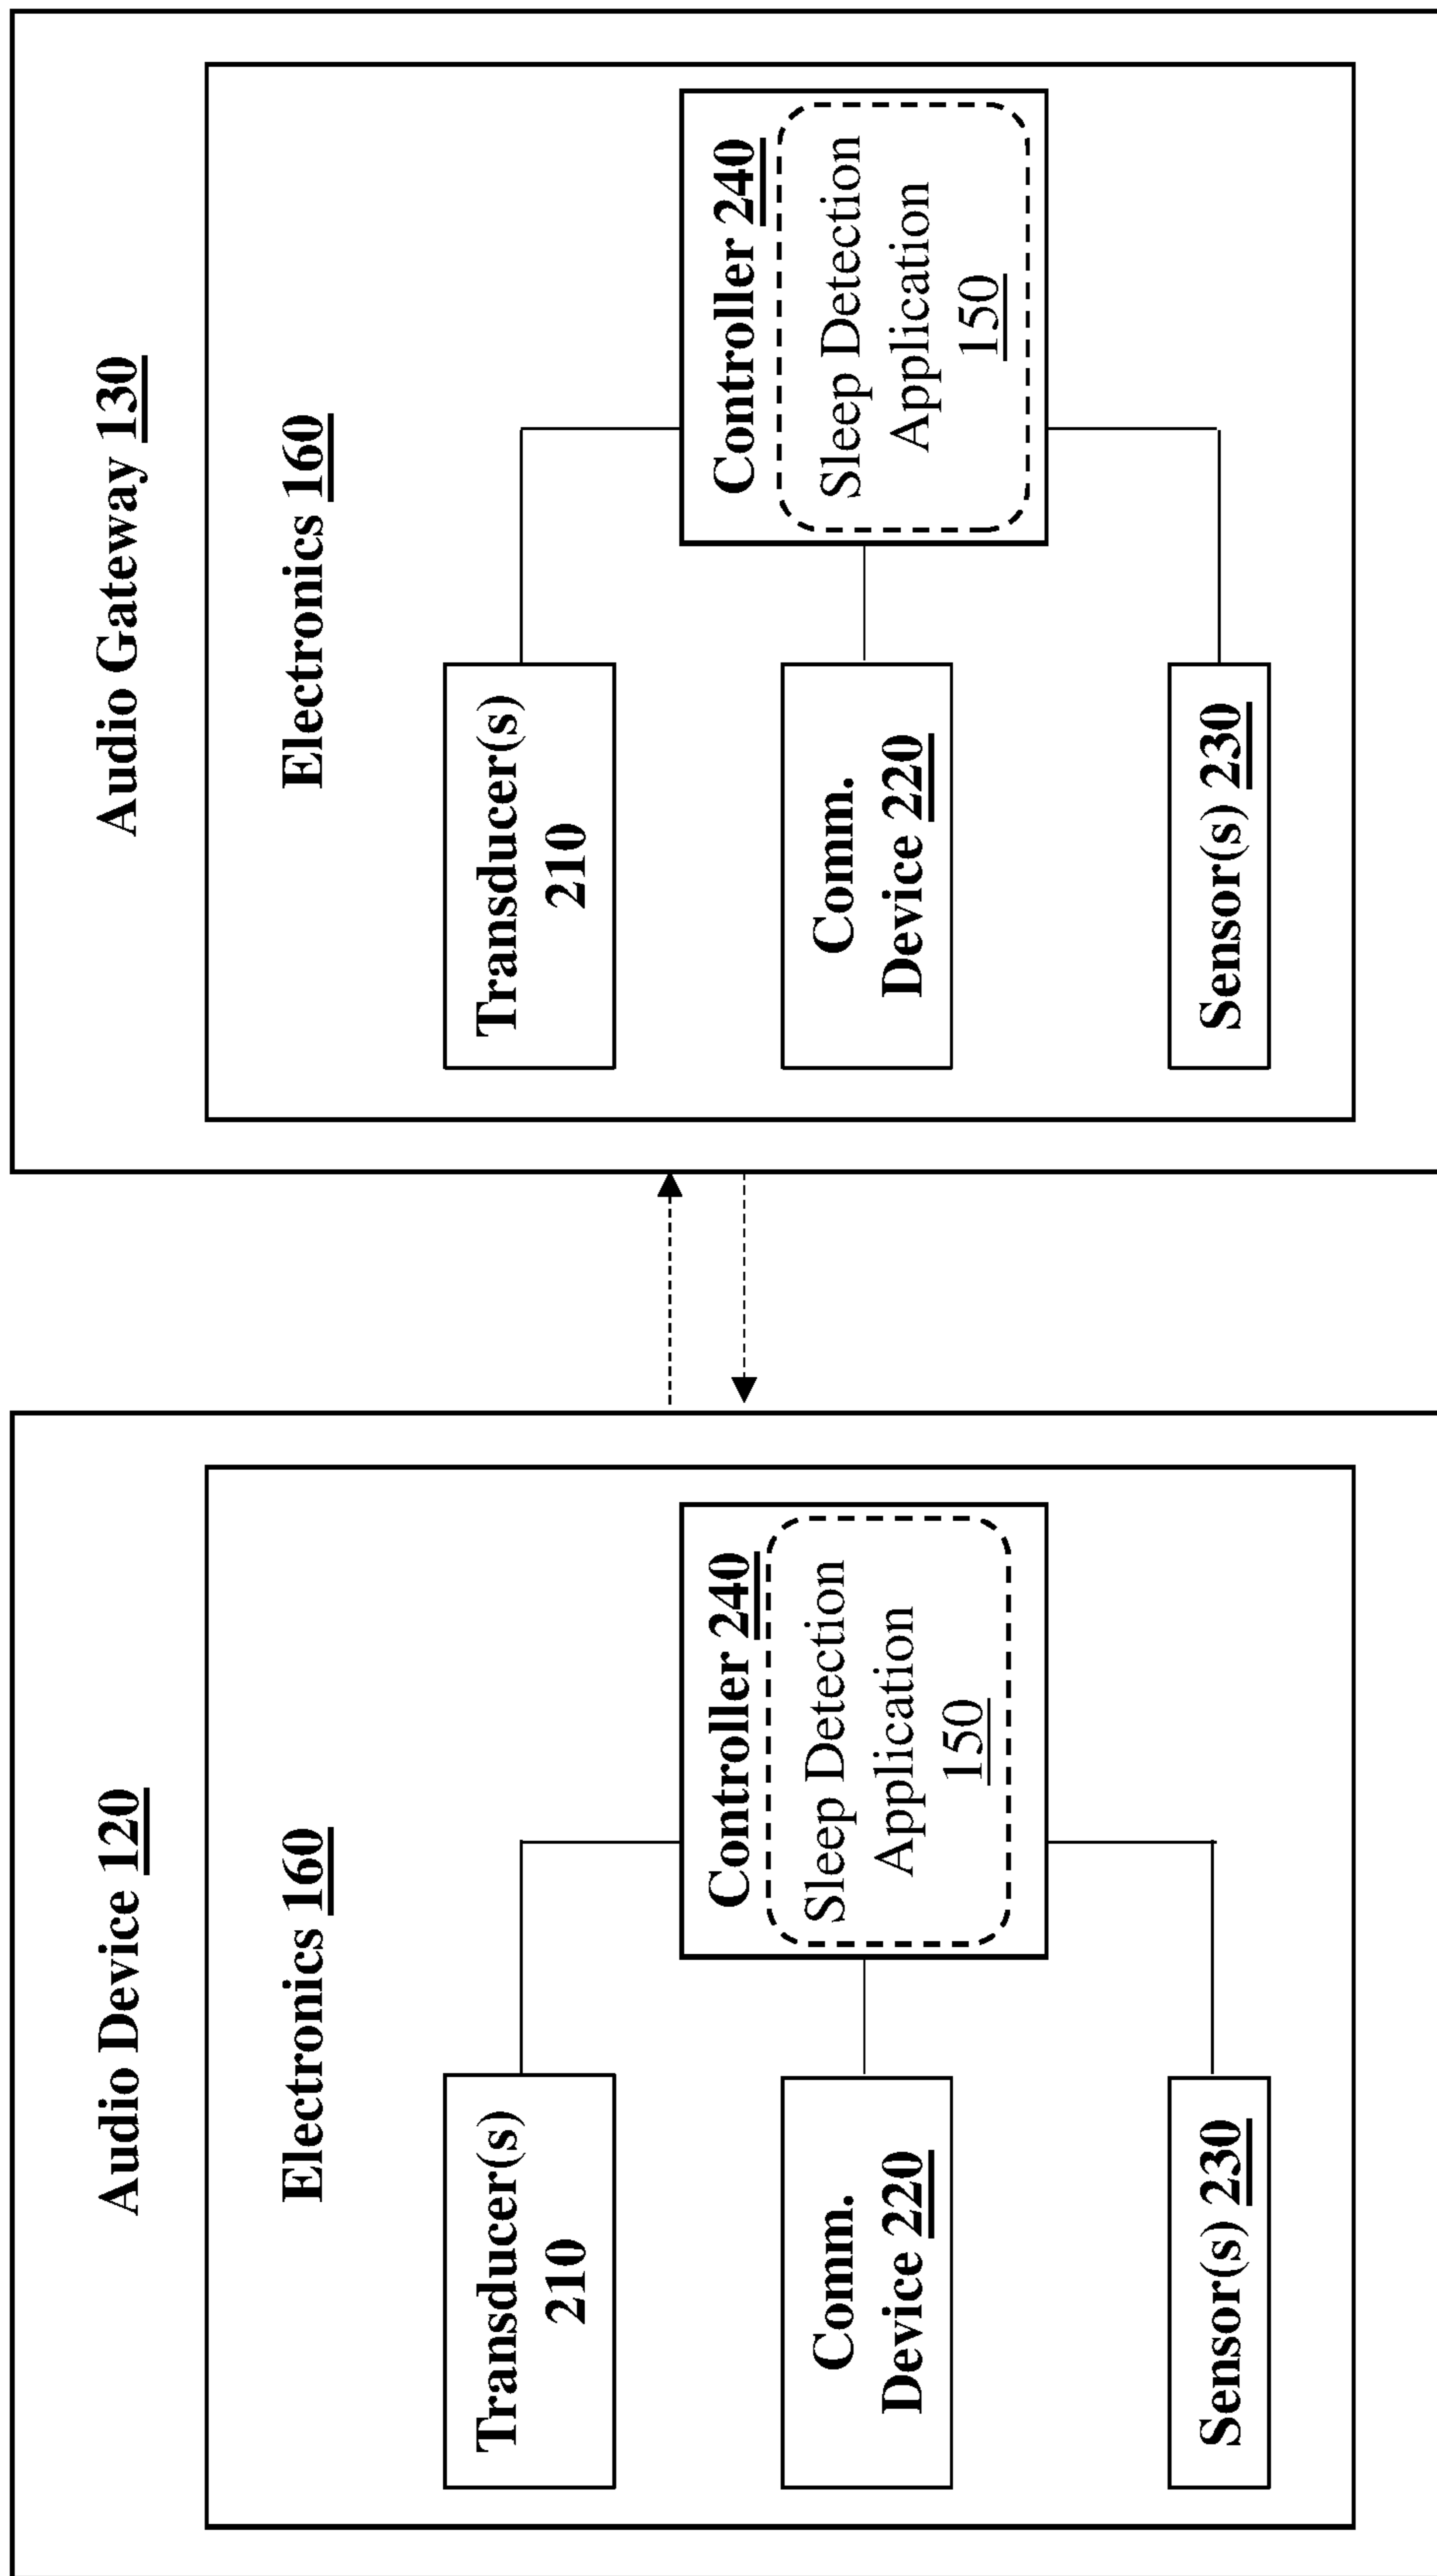 Audio Device 120
Electronics 160
Transducer(s)
210
Controller 240
Sleep Detection
Application
150
Comm.
Device 220
Sensor(s) 230
Audio Gateway 130
Electronics 160
Transducer(s)
210
Controller 240
Sleep Detection
Application
150
Comm.
Device 220
Sensor(s) 230